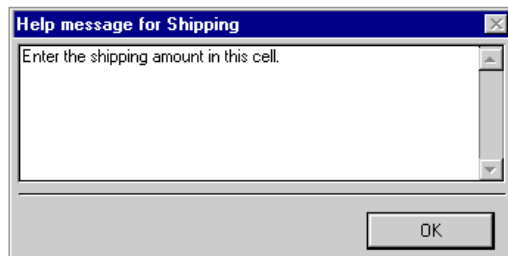 Help message for Shipping
Enter the shipping amount in this cell.
OK